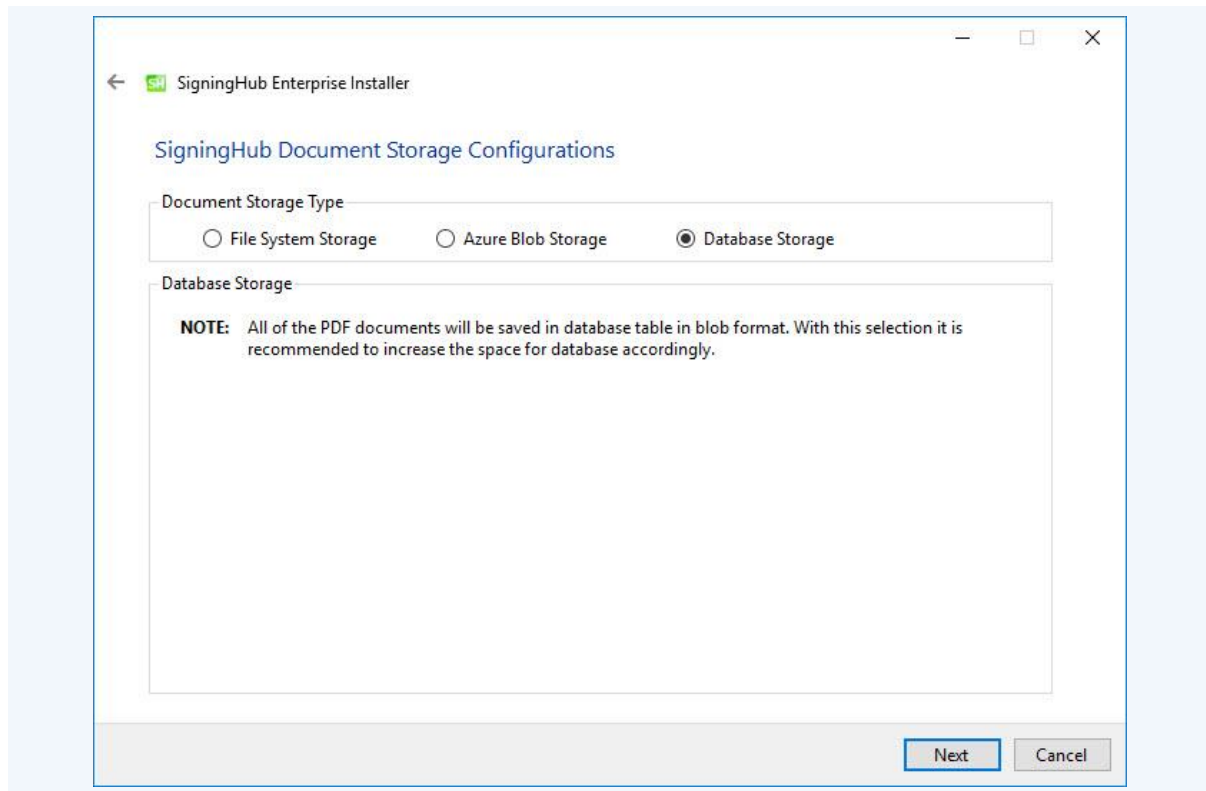 SH SigningHub Enterprise Installer
SigningHub Document Storage Configurations
Document Storage Type
File System Storage Azure Blob Storage Database Storage
Database Storage
NOTE: All of the PDF documents will be saved in database table in blob format. With this selection it is
recommended to increase the space for database accordingly.
Next Cancel